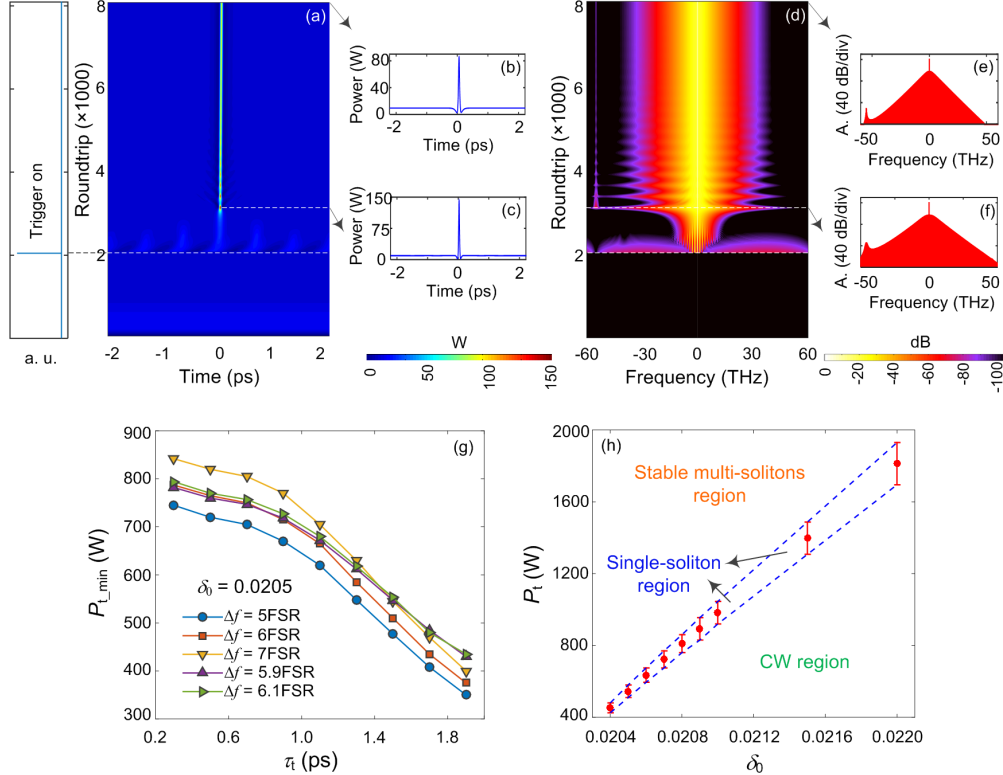 Trigger on
a. u.
(a)
Roundtrip (×1000)
8
6
4
2
-2
-1
0
1
2
Time (ps)
W
0
50
100
150
(b)
Power (W)
80
40
0
-2
0
2
Time (ps)
(c)
Power (W)
150
75
0
-2
0
2
Time (ps)
(d)
Roundtrip (×1000)
8
6
4
2
-60
-30
0
30
60
Frequency (THz)
dB
0
-20
-40
-60
-80
-100
(e)
A. (40 dB/div)
-50
0
50
Frequency (THz)
(f)
A. (40 dB/div)
-50
0
50
Frequency (THz)
(g)
Pt_min (W)
900
800
700
600
500
400
300
δ0 = 0.0205
Δf = 5FSR
Δf = 6FSR
Δf = 7FSR
Δf = 5.9FSR
Δf = 6.1FSR
0.2
0.6
1.0
1.4
1.8
τt (ps)
(h)
Pt (W)
2000
1600
1200
800
400
Stable multi-solitons
region
Single-soliton
region
CW region
0.0204
0.0208
0.0212
0.0216
0.0220
δ0